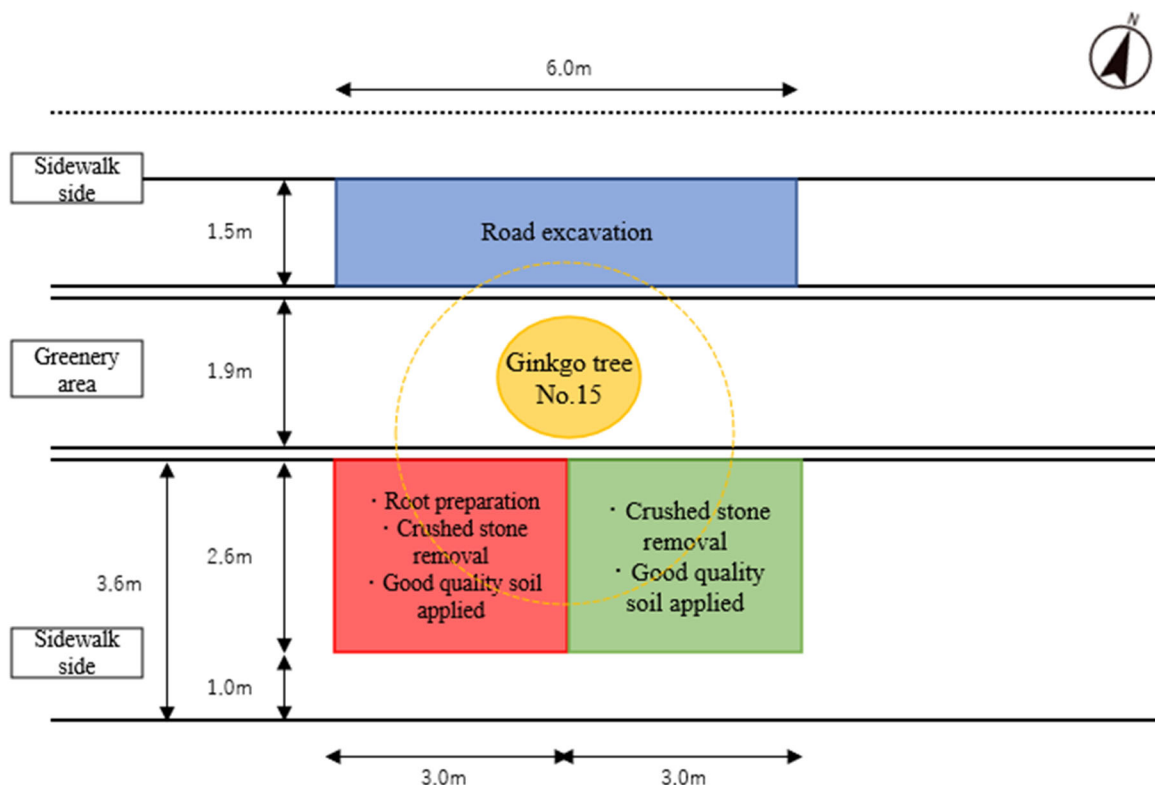 N
6.0m
Sidewalk
side
1.5m
Road excavation
Greenery
area
1.9m
Ginkgo tree
No.15
・Root preparation
・Crushed stone
removal
・Good quality soil
applied
・Crushed stone
removal
・Good quality
soil applied
2.6m
3.6m
Sidewalk
side
1.0m
3.0m
3.0m